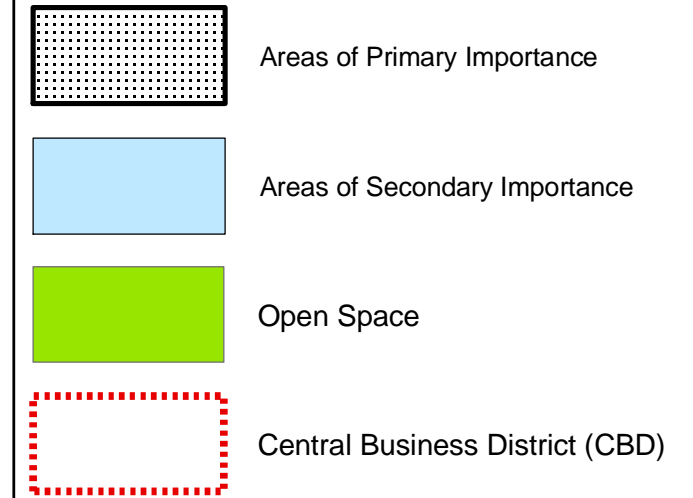 Areas of Primary Importance
Areas of Secondary Importance
Open Space
Central Business District (CBD)